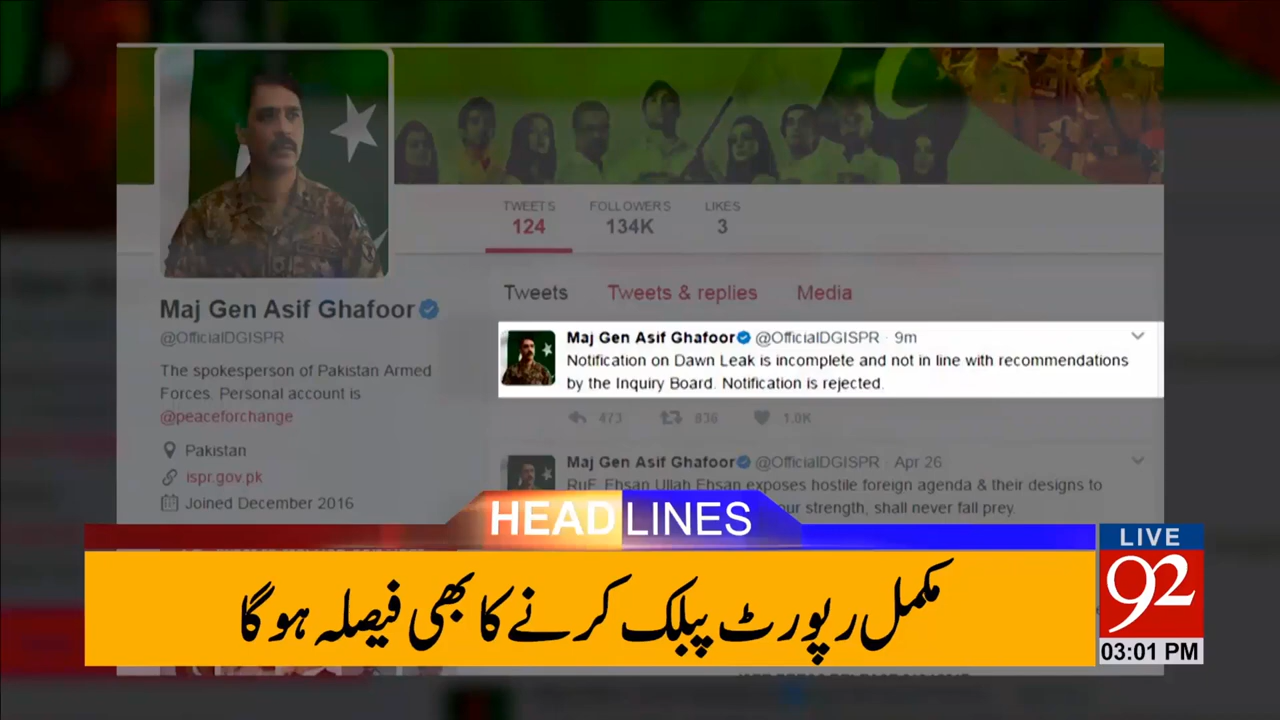 TWEETS FOLLOWERS LIKES
124 134K 3
Tweets Tweets & replies Media
Maj Gen Asif Ghafoor
@OfficialDGISPR
The spokesperson of Pakistan Armed
Forces. Personal account is
@peaceforchange
Pakistan
ispr.gov.pk
Joined December 2016
Maj Gen Asif Ghafoor @OfficialDGISPR · 9m
Notification on Dawn Leak is incomplete and not in line with recommendations
by the Inquiry Board. Notification is rejected.
473 836 1.0K
Maj Gen Asif Ghafoor @OfficialDGISPR · Apr 26
RuF. Ehsan Ullah Ehsan exposes hostile foreign agenda & their designs to
our strength, shall never fall prey.
HEADLINES
مکمل رپورٹ پبلک کرنے کا بھی فیصلہ ہوگا
LIVE
92
03:01 PM